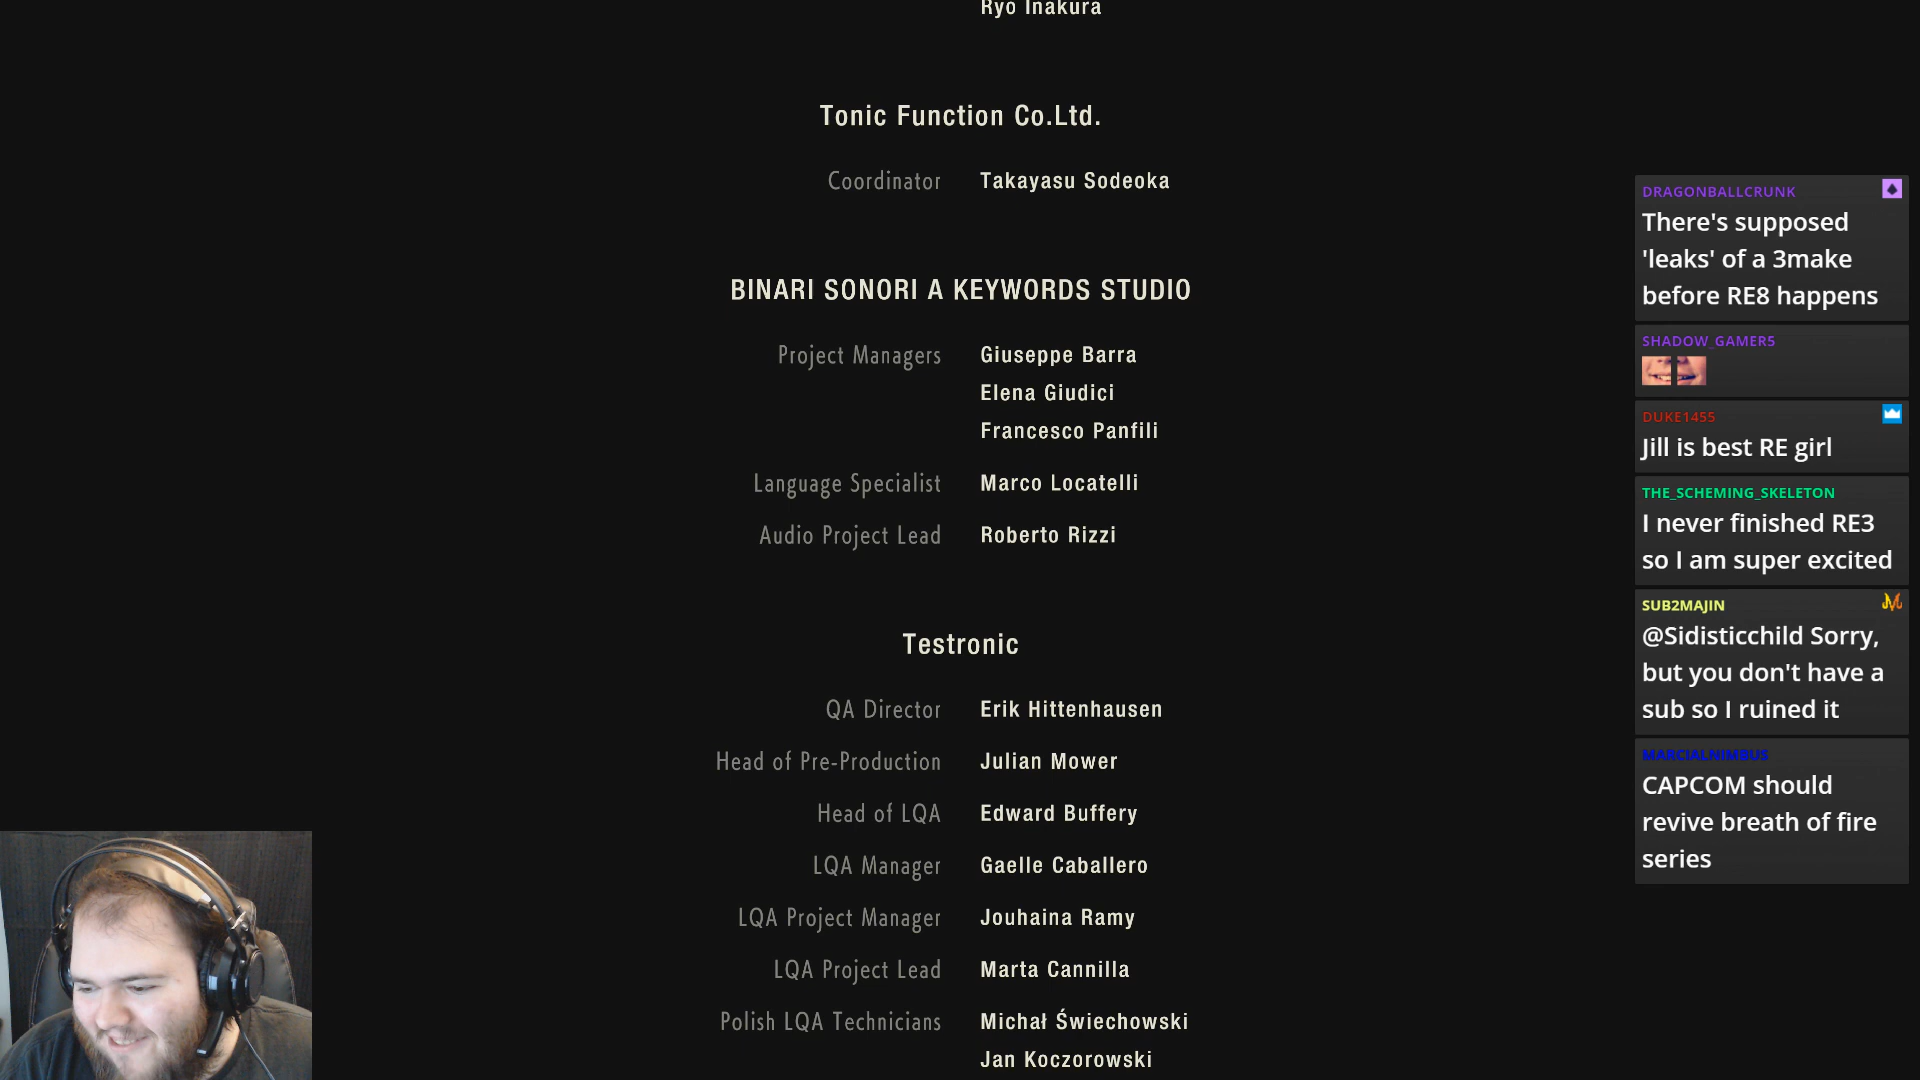 Ryo Inakura
Tonic Function Co.Ltd.
Coordinator Takayasu Sodeoka
BINARI SONORI A KEYWORDS STUDIO
Project Managers Giuseppe Barra
Elena Giudici
Francesco Panfili
Language Specialist Marco Locatelli
Audio Project Lead Roberto Rizzi
Testronic
QA Director Erik Hittenhausen
Head of Pre-Production Julian Mower
Head of LQA Edward Buffery
LQA Manager Gaelle Caballero
LQA Project Manager Jouhaina Ramy
LQA Project Lead Marta Cannilla
Polish LQA Technicians Michał Świechowski
Jan Koczorowski
DRAGONBALLCRUNK
There's supposed
'leaks' of a 3make
before RE8 happens
SHADOW_GAMER5
DUKE1455
Jill is best RE girl
THE_SCHEMING_SKELETON
I never finished RE3
so I am super excited
SUB2MAJIN
@Sidisticchild Sorry,
but you don't have a
sub so I ruined it
MARCIALNIMBUS
CAPCOM should
revive breath of fire
series